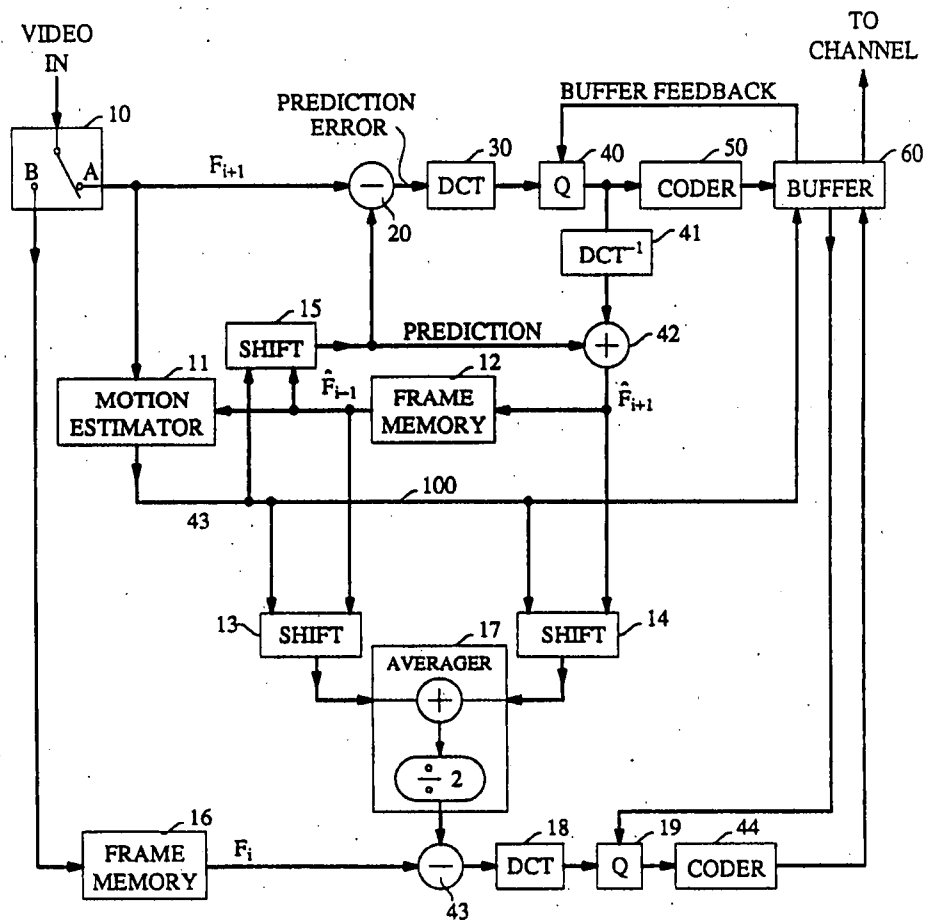 VIDEO
IN
TO
CHANNEL
10
B
A
F_{i+1}
PREDICTION
ERROR
BUFFER FEEDBACK
−
20
30
DCT
40
Q
50
CODER
60
BUFFER
41
DCT⁻¹
15
SHIFT
PREDICTION
+
42
11
MOTION
ESTIMATOR
F̂_{i−1}
12
FRAME
MEMORY
F̂_{i+1}
100
43
13
SHIFT
SHIFT
14
17
AVERAGER
+
÷ 2
16
FRAME
MEMORY
F_i
−
43
18
DCT
19
Q
44
CODER